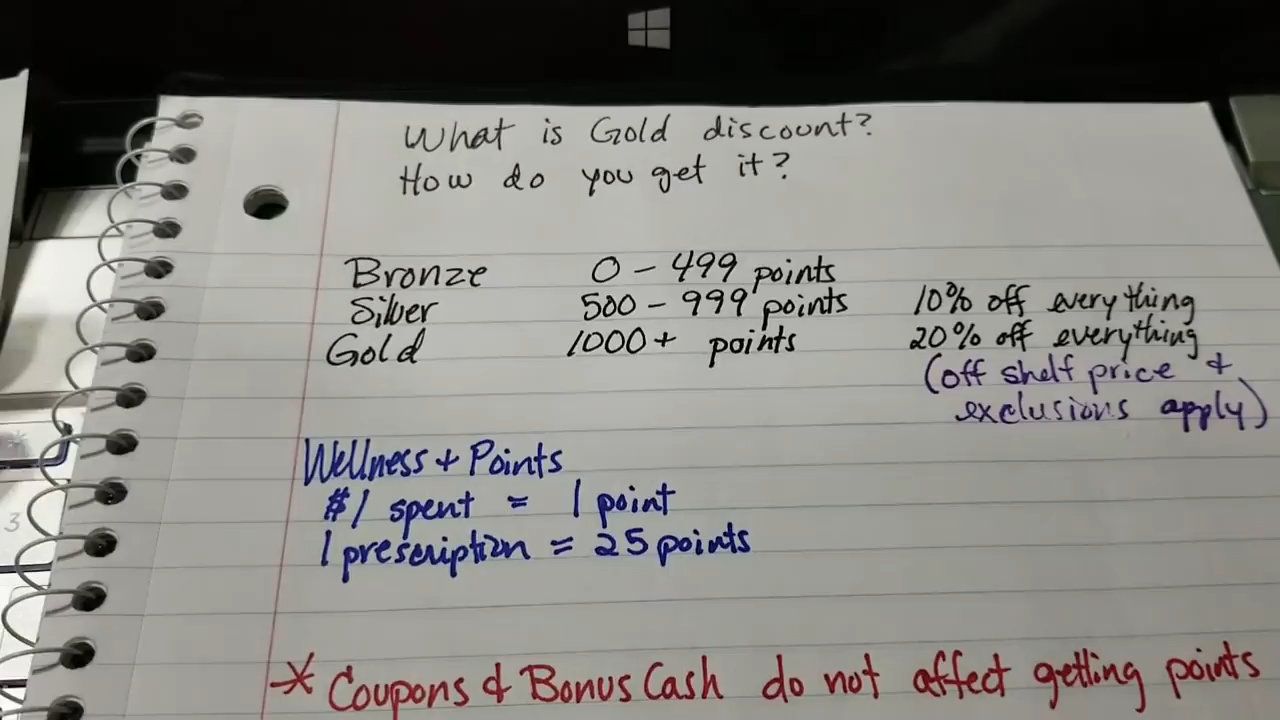 What is Gold discount?
How do you get it?
Bronze 0 - 499 points
Silver 500 - 999 points 10% off everything
Gold 1000+ points 20% off everything
(off shelf price +
exclusions apply)
Wellness + Points
$1 spent = 1 point
1 prescription = 25 points
* Coupons & Bonus Cash do not affect getting points
3